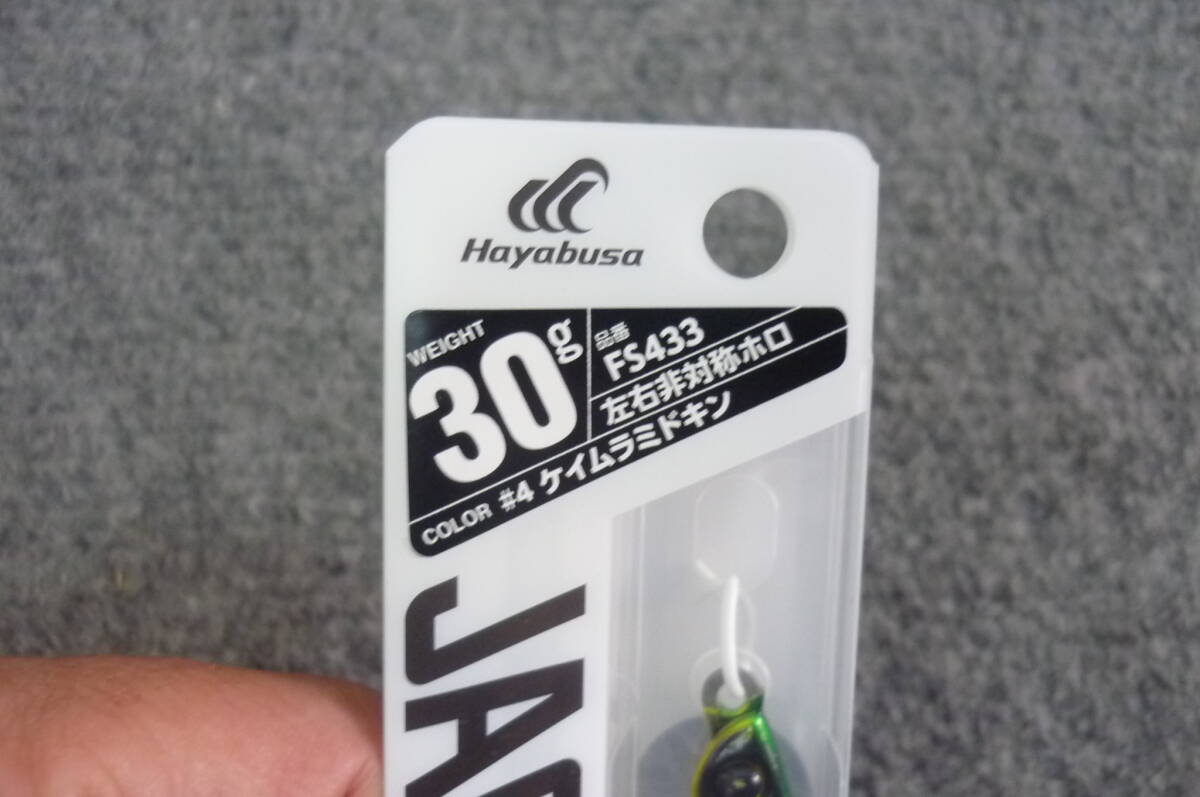 Hayabusa
WEIGHT
30g
品番
FS433
左右非対称ホロ
COLOR #4 ケイムラミドキン
JA